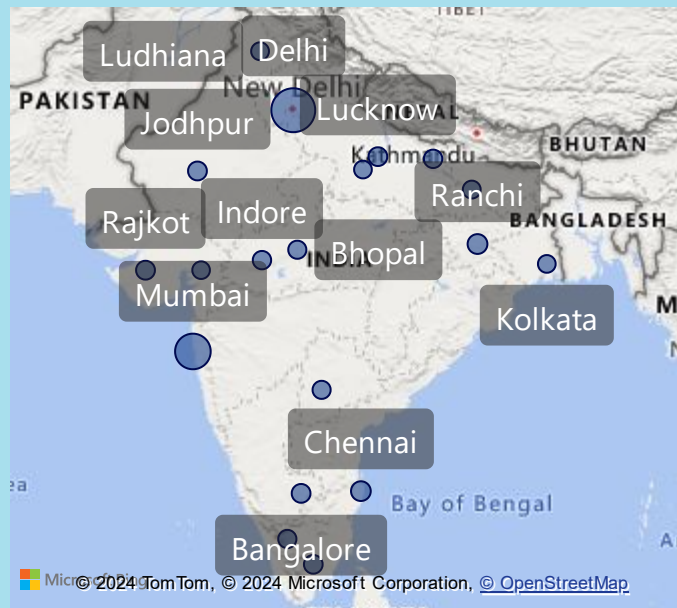 TIBET
Ludhiana
Delhi
New Delhi
PAKISTAN
Jodhpur
Lucknow
Kathmandu
BHUTAN
Ranchi
Indore
Rajkot
BANGLADESH
Bhopal
INDIA
Mumbai
Kolkata
Chennai
Bay of Bengal
Bangalore
© 2024 TomTom, © 2024 Microsoft Corporation, © OpenStreetMap